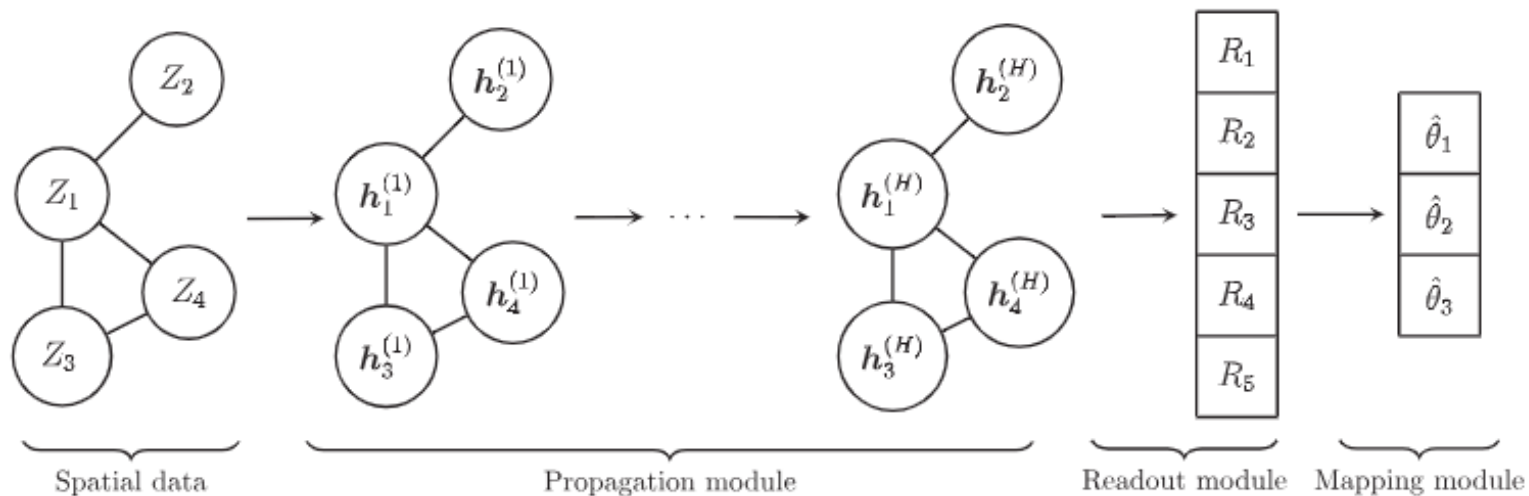 Z₂
Z₁
Z₄
Z₃
h₂⁽¹⁾
h₁⁽¹⁾
h₄⁽¹⁾
h₃⁽¹⁾
· · ·
h₂⁽ᴴ⁾
h₁⁽ᴴ⁾
h₄⁽ᴴ⁾
h₃⁽ᴴ⁾
R₁
R₂
R₃
R₄
R₅
θ̂₁
θ̂₂
θ̂₃
Spatial data
Propagation module
Readout module
Mapping module